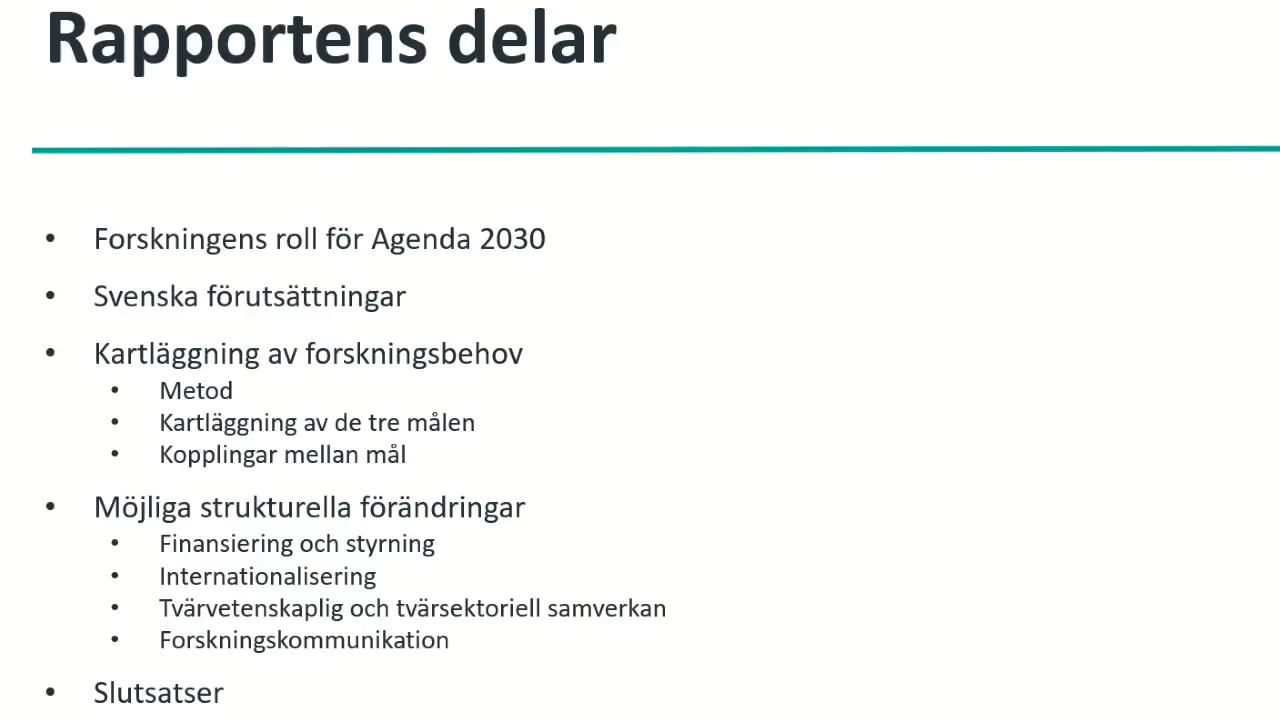 Rapportens delar
• Forskningens roll för Agenda 2030
• Svenska förutsättningar
• Kartläggning av forskningsbehov
• Metod
• Kartläggning av de tre målen
• Kopplingar mellan mål
• Möjliga strukturella förändringar
• Finansiering och styrning
• Internationalisering
• Tvärvetenskaplig och tvärsektoriell samverkan
• Forskningskommunikation
• Slutsatser